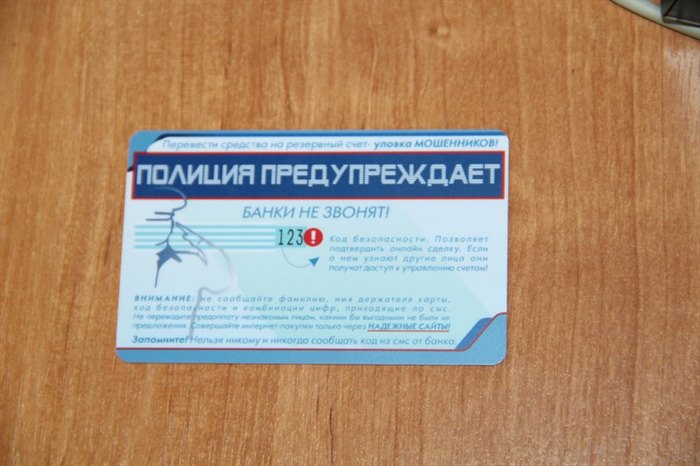 Перевести средства на резервный счет- уловка МОШЕННИКОВ!
ПОЛИЦИЯ ПРЕДУПРЕЖДАЕТ
БАНКИ НЕ ЗВОНЯТ!
123!
Код безопасности. Позволяет
подтвердить онлайн сделку. Если
о нем узнают другие лица они
получат доступ к управлению счетом!
ВНИМАНИЕ: не сообщайте фамилию, имя держателя карты,
код безопасности и комбинации цифр, приходящие по смс.
Не переводите предоплату незнакомым лицам, какими бы выгодными не были их
предложения. Совершайте интернет-покупки только через НАДЕЖНЫЕ САЙТЫ!
Запомните! Нельзя никому и никогда сообщать код из смс от банка.